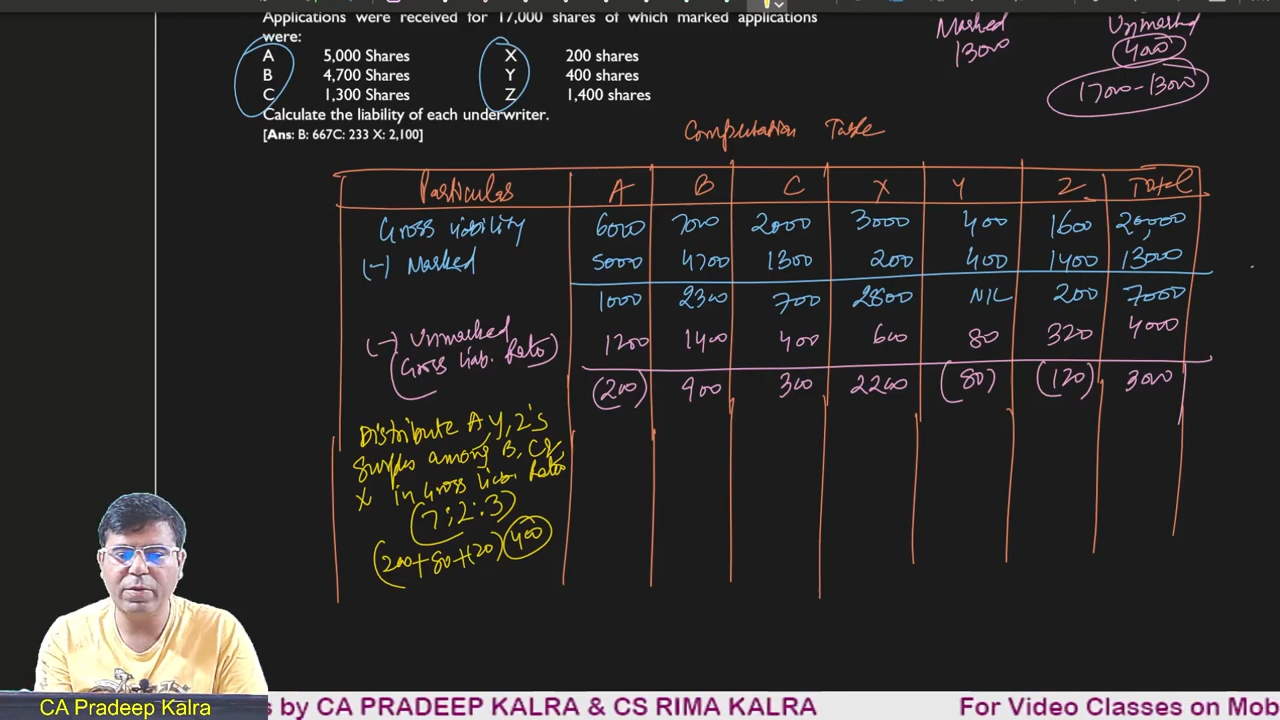 Applications were received for 17,000 shares of which marked applications
were:
A 5,000 Shares X 200 shares
B 4,700 Shares Y 400 shares
C 1,300 Shares Z 1,400 shares
Calculate the liability of each underwriter.
[Ans: B: 667C: 233 X: 2,100]
Marked
13000
Unmarked
4000
17000-13000
Computation Table
Particulars A B C X Y Z Total
Gross liability 6000 7000 2000 3000 400 1600 20,000
(-) Marked 5000 4700 1300 200 400 1400 13000
1000 2300 700 2800 NIL 200 7000
(-) Unmarked 1200 1400 400 600 80 320 4000
(Gross liab. Ratio)
(200) 900 300 2200 (80) (120) 3000
Distribute A, Y, Z's
Surplus among B, C &
X in Gross liab. Ratio
(7:2:3)
(200+80+120) 400
CA Pradeep Kalra
s by CA PRADEEP KALRA & CS RIMA KALRA
For Video Classes on Mob